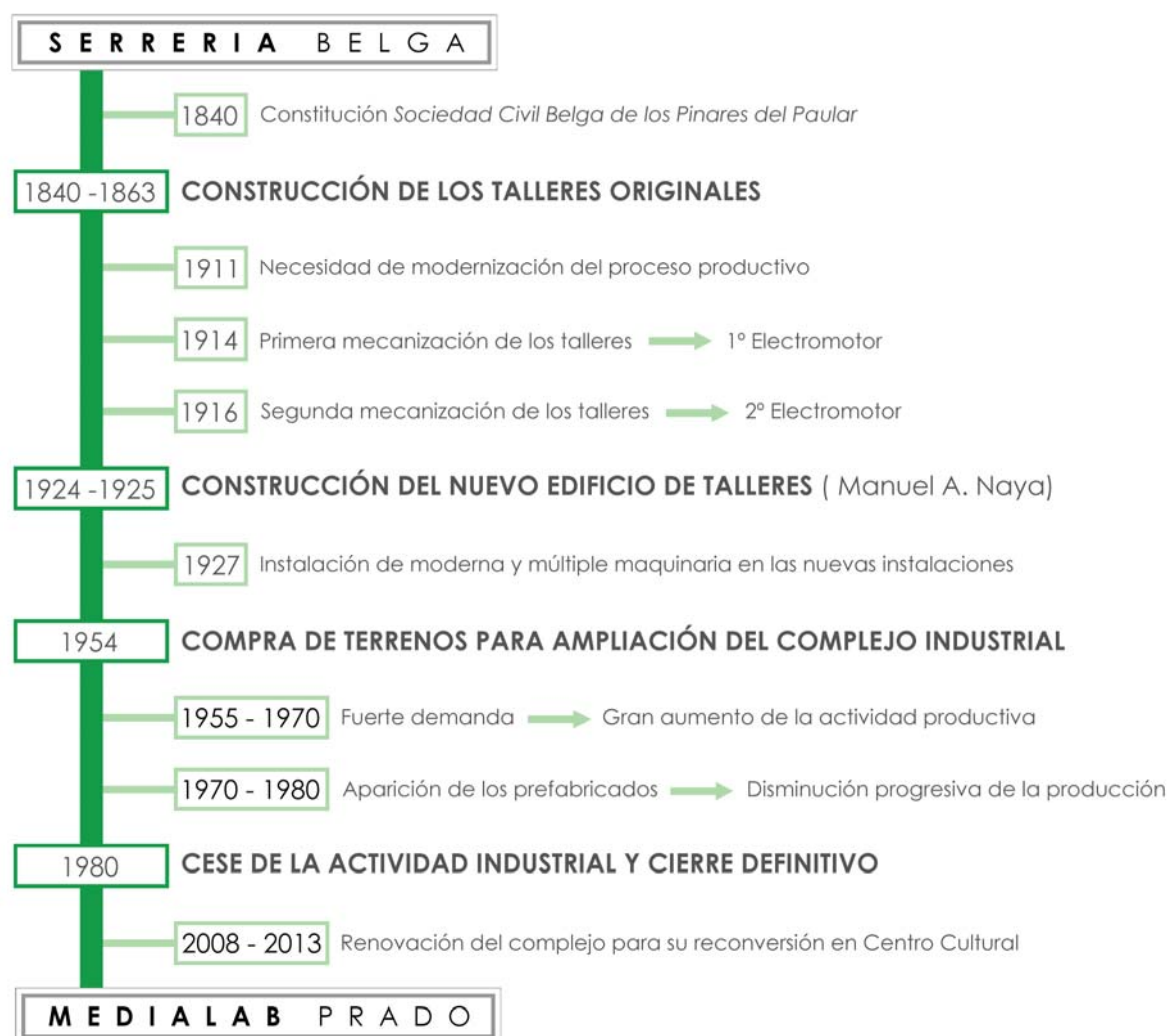 SERRERIA BELGA
1840 Constitución Sociedad Civil Belga de los Pinares del Paular
1840 -1863 CONSTRUCCIÓN DE LOS TALLERES ORIGINALES
1911 Necesidad de modernización del proceso productivo
1914 Primera mecanización de los talleres 1º Electromotor
1916 Segunda mecanización de los talleres 2º Electromotor
1924 -1925 CONSTRUCCIÓN DEL NUEVO EDIFICIO DE TALLERES ( Manuel A. Naya)
1927 Instalación de moderna y múltiple maquinaria en las nuevas instalaciones
1954 COMPRA DE TERRENOS PARA AMPLIACIÓN DEL COMPLEJO INDUSTRIAL
1955 - 1970 Fuerte demanda Gran aumento de la actividad productiva
1970 - 1980 Aparición de los prefabricados Disminución progresiva de la producción
1980 CESE DE LA ACTIVIDAD INDUSTRIAL Y CIERRE DEFINITIVO
2008 - 2013 Renovación del complejo para su reconversión en Centro Cultural
MEDIALAB PRADO